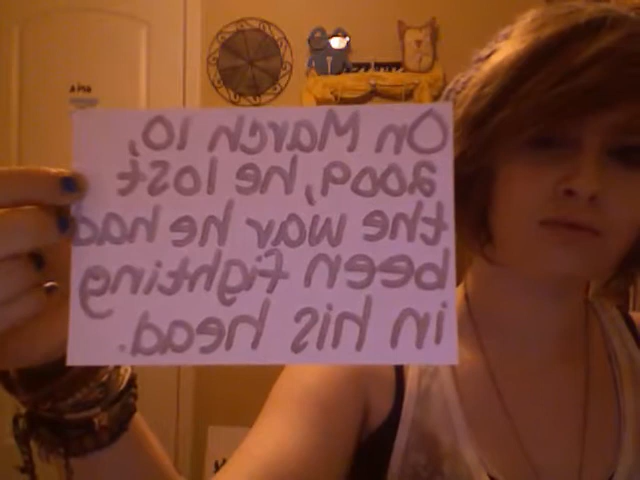 On March 10,
2009, he lost
the war he had
been fighting
in his head.